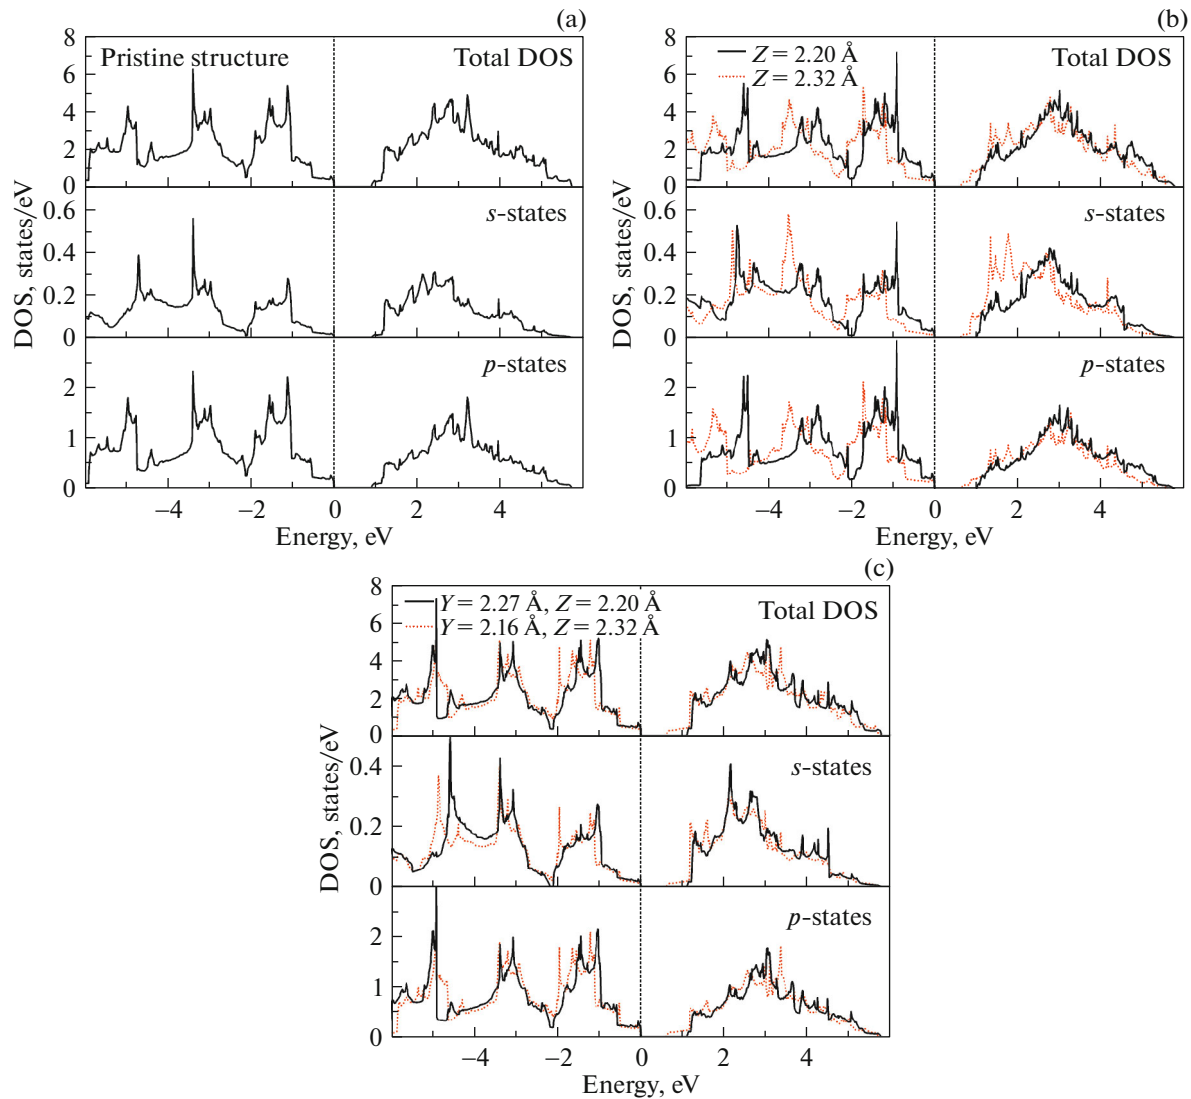 (a)
8
6
4
2
0
Pristine structure
Total DOS
0.6
0.4
0.2
0
s-states
2
1
0
p-states
DOS, states/eV
−4
−2
0
2
4
Energy, eV
(b)
8
6
4
2
0
Z = 2.20 Å
Z = 2.32 Å
Total DOS
0.6
0.4
0.2
0
s-states
2
1
0
p-states
DOS, states/eV
−4
−2
0
2
4
Energy, eV
(c)
8
6
4
2
0
Y = 2.27 Å, Z = 2.20 Å
Y = 2.16 Å, Z = 2.32 Å
Total DOS
0.4
0.2
0
s-states
2
1
0
p-states
DOS, states/eV
−4
−2
0
2
4
Energy, eV